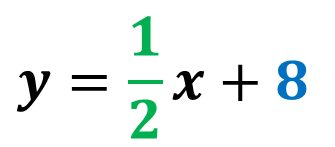 y = 1/2 x + 8